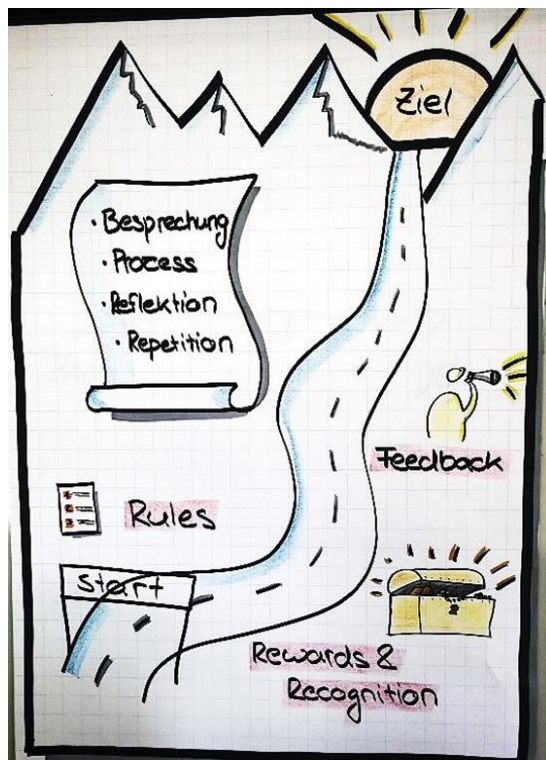 Ziel
· Besprechung
· Process
· Reflektion
· Repetition
Feedback
Rules
Start
Rewards &
Recognition